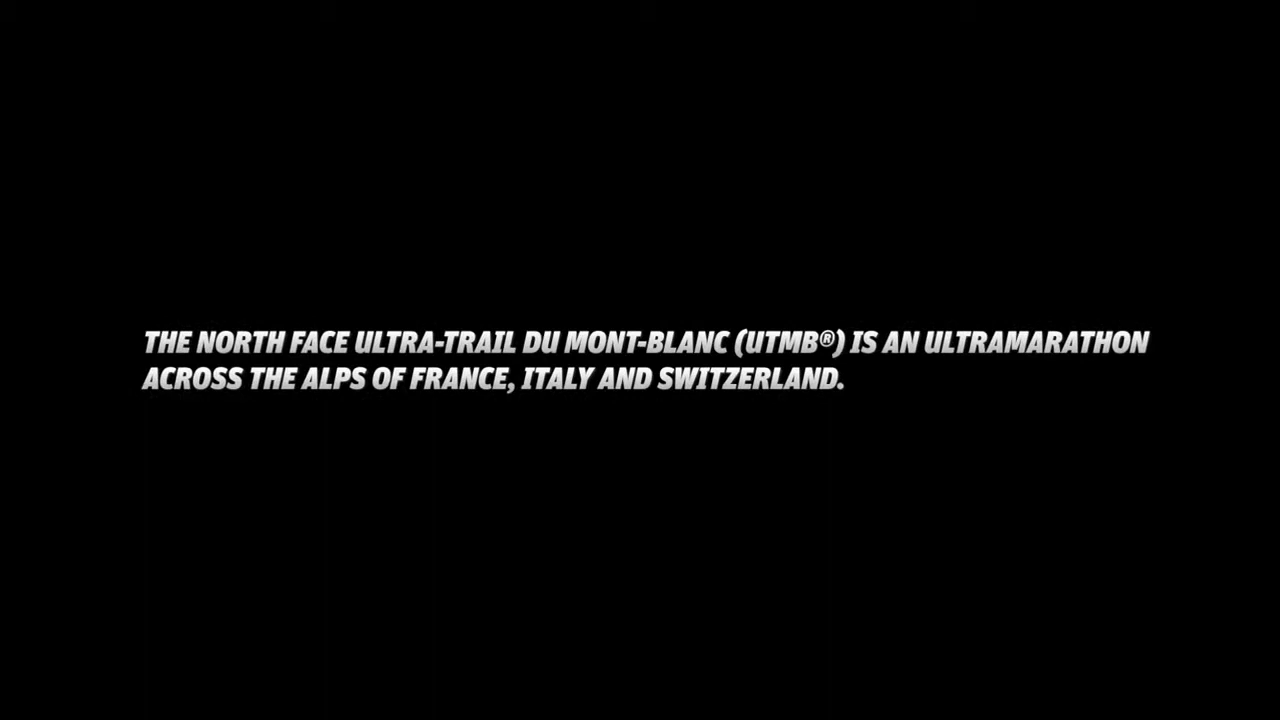 THE NORTH FACE ULTRA-TRAIL DU MONT-BLANC (UTMB®) IS AN ULTRAMARATHON
ACROSS THE ALPS OF FRANCE, ITALY AND SWITZERLAND.